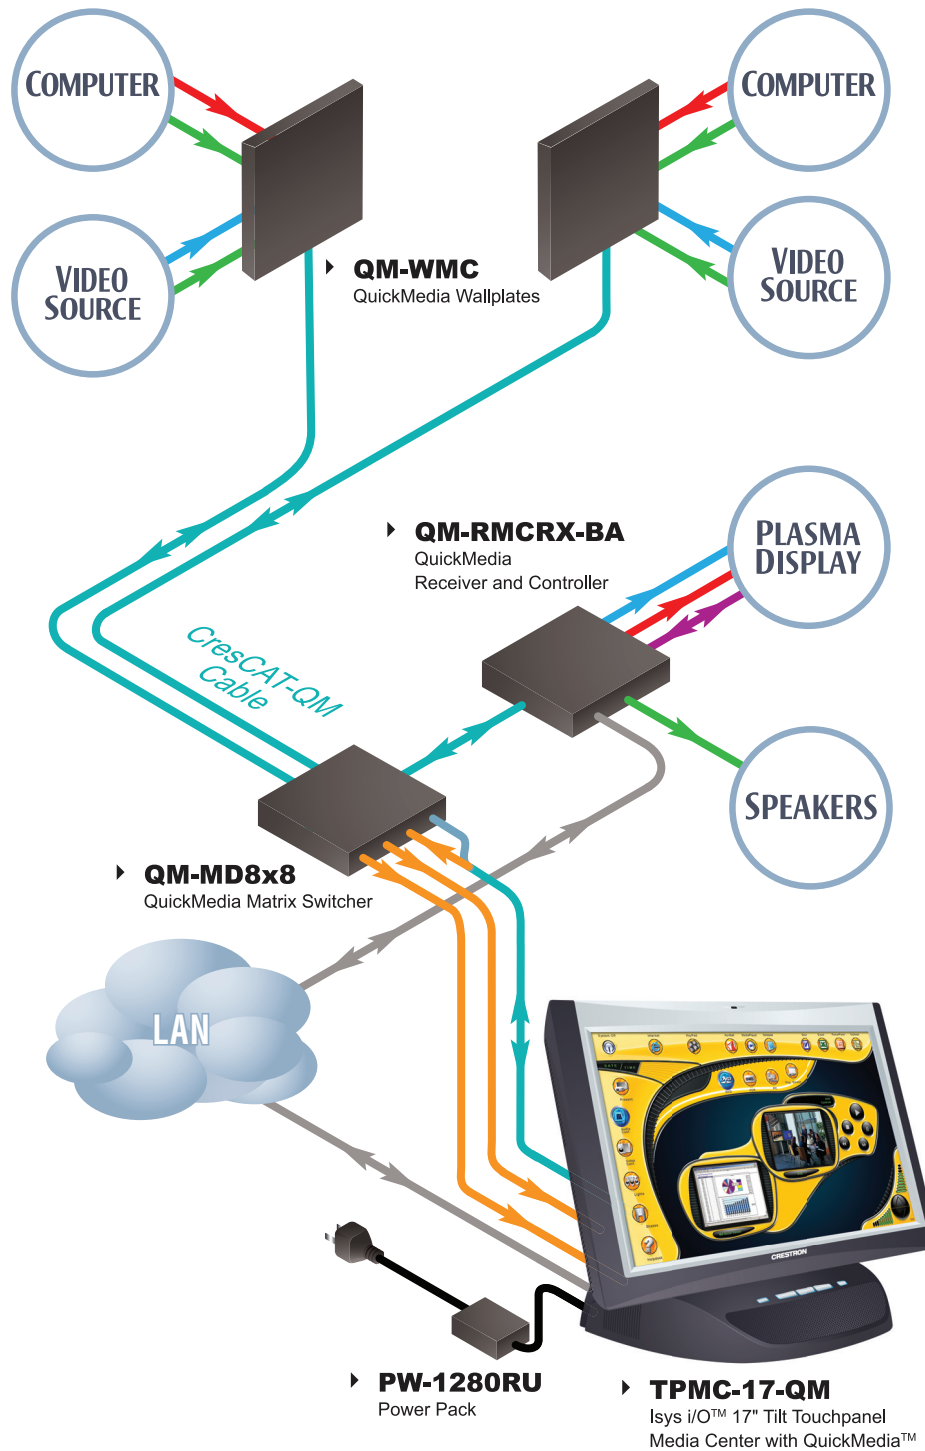 COMPUTER
COMPUTER
VIDEO
SOURCE
VIDEO
SOURCE
QM-WMC
QuickMedia Wallplates
QM-RMCRX-BA
QuickMedia
Receiver and Controller
PLASMA
DISPLAY
CresCAT-QM
Cable
SPEAKERS
QM-MD8x8
QuickMedia Matrix Switcher
LAN
CRESTRON
PW-1280RU
Power Pack
TPMC-17-QM
Isys i/O™ 17" Tilt Touchpanel
Media Center with QuickMedia™